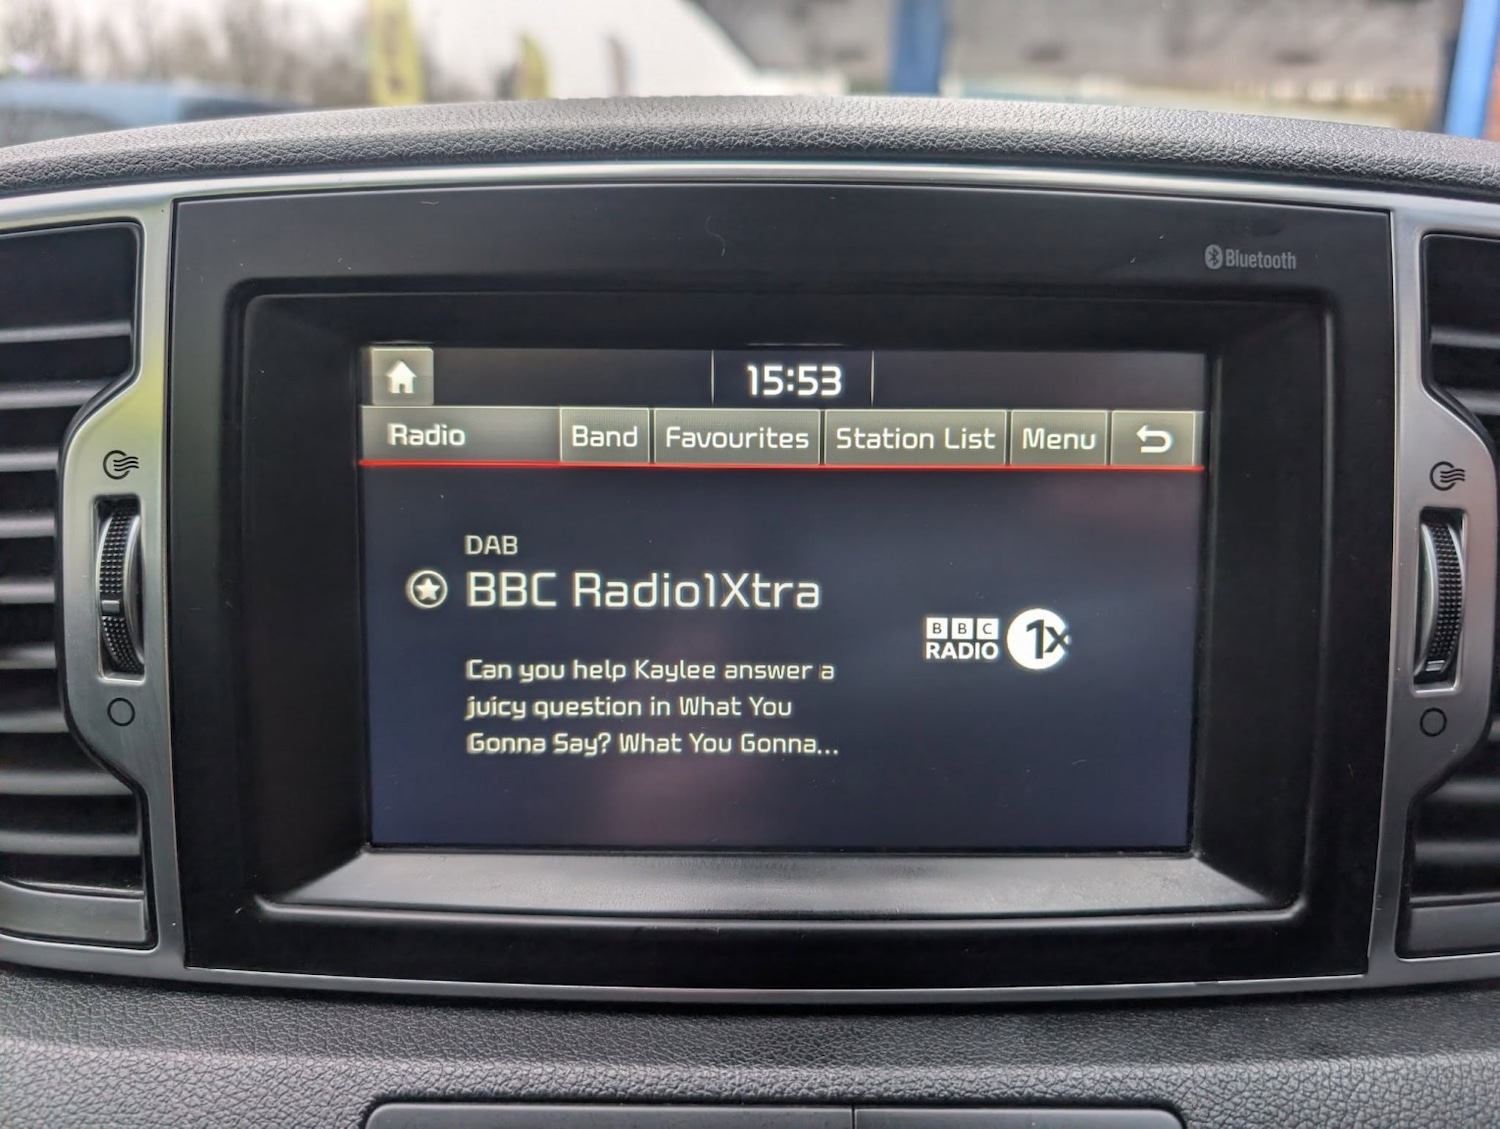 Bluetooth
15:53
Radio Band Favourites Station List Menu
DAB
BBC Radio1Xtra
BBC
RADIO 1X
Can you help Kaylee answer a
juicy question in What You
Gonna Say? What You Gonna...